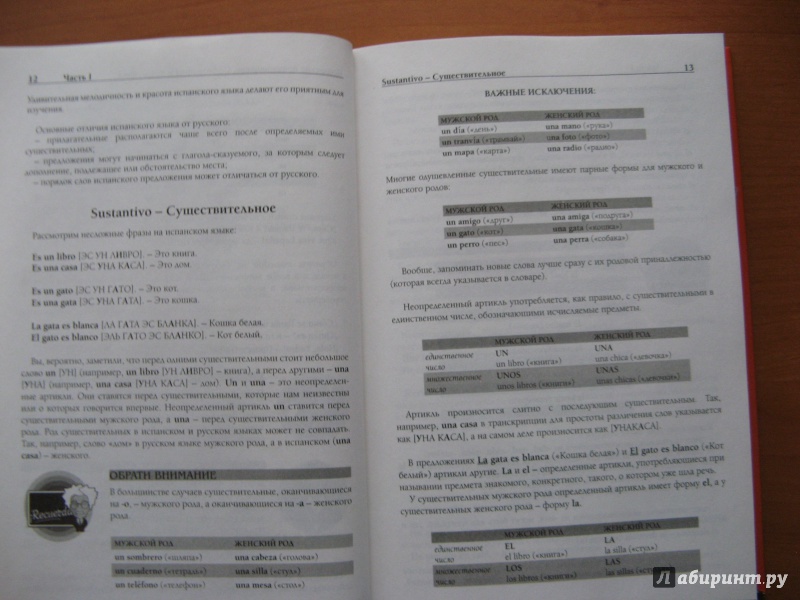 12 Часть 1
Удивительная мелодичность и красота испанского языка делают его приятным для
изучения.
Основные отличия испанского языка от русского:
– прилагательные располагаются чаще всего после определяемых ими
существительных;
– предложения могут начинаться с глагола-сказуемого, за которым следует
дополнение, подлежащее или обстоятельство места;
– порядок слов испанского предложения может отличаться от русского.
Sustantivo – Существительное
Рассмотрим несложные фразы на испанском языке:
Es un libro [ЭС УН ЛИВРО]. – Это книга.
Es una casa [ЭС УНА КАСА]. – Это дом.
Es un gato [ЭС УН ГАТО]. – Это кот.
Es una gata [ЭС УНА ГАТА]. – Это кошка.
La gata es blanca [ЛА ГАТА ЭС БЛАНКА]. – Кошка белая.
El gato es blanco [ЭЛЬ ГАТО ЭС БЛАНКО]. – Кот белый.
Вы, вероятно, заметили, что перед одними существительными стоит небольшое
слово un [УН] (например, un libro [УН ЛИВРО] – книга), а перед другими – una
[УНА] (например, una casa [УНА КАСА] – дом). Un и una – это неопределен-
ные артикли. Они ставятся перед существительными, которые нам неизвестны
или о которых говорится впервые. Неопределенный артикль un ставится перед
существительными мужского рода, а una – перед существительными женского
рода. Род существительных в испанском и русском языках может не совпадать.
Так, например, слово «дом» в русском языке мужского рода, а в испанском (una
casa) – женского.
ОБРАТИ ВНИМАНИЕ
Recuerda
В большинстве случаев существительные, оканчивающиеся
на -o, – мужского рода, а оканчивающиеся на -a – женского
рода.
МУЖСКОЙ РОД ЖЕНСКИЙ РОД
un sombrero («шляпа») una cabeza («голова»)
un cuaderno («тетрадь») una silla («стул»)
un teléfono («телефон») una mesa («стол»)
Sustantivo – Существительное 13
ВАЖНЫЕ ИСКЛЮЧЕНИЯ:
МУЖСКОЙ РОД ЖЕНСКИЙ РОД
un día («день») una mano («рука»)
un tranvía («трамвай») una foto («фото»)
un mapa («карта») una radio («радио»)
Многие одушевленные существительные имеют парные формы для мужского и
женского родов:
МУЖСКОЙ РОД ЖЕНСКИЙ РОД
un amigo («друг») una amiga («подруга»)
un gato («кот») una gata («кошка»)
un perro («пес») una perra («собака»)
Вообще, запоминать новые слова лучше сразу с их родовой принадлежностью
(которая всегда указывается в словаре).
Неопределенный артикль употребляется, как правило, с существительными в
единственном числе, обозначающими исчисляемые предметы.
МУЖСКОЙ РОД ЖЕНСКИЙ РОД
единственное UN UNA
число un libro («книга») una chica («девочка»)
множественное UNOS UNAS
число unos libros («книги») unas chicas («девочки»)
Артикль произносится слитно с последующим существительным. Так,
например, una casa в транскрипции для простоты различения слов указывается
как [УНА КАСА], а на самом деле произносится как [УНАКАСА].
В предложениях La gata es blanca («Кошка белая») и El gato es blanco («Кот
белый») артикли другие. La и el – определенные артикли, употребляющиеся при
назывании предмета знакомого, конкретного, такого, о котором уже шла речь.
У существительных мужского рода определенный артикль имеет форму el, а у
существительных женского рода – форму la.
МУЖСКОЙ РОД ЖЕНСКИЙ РОД
единственное EL LA
число el libro («книга») la silla («стул»)
множественное LOS LAS
число los libros («книги») las sillas («стулья»)
Лабиринт.ру